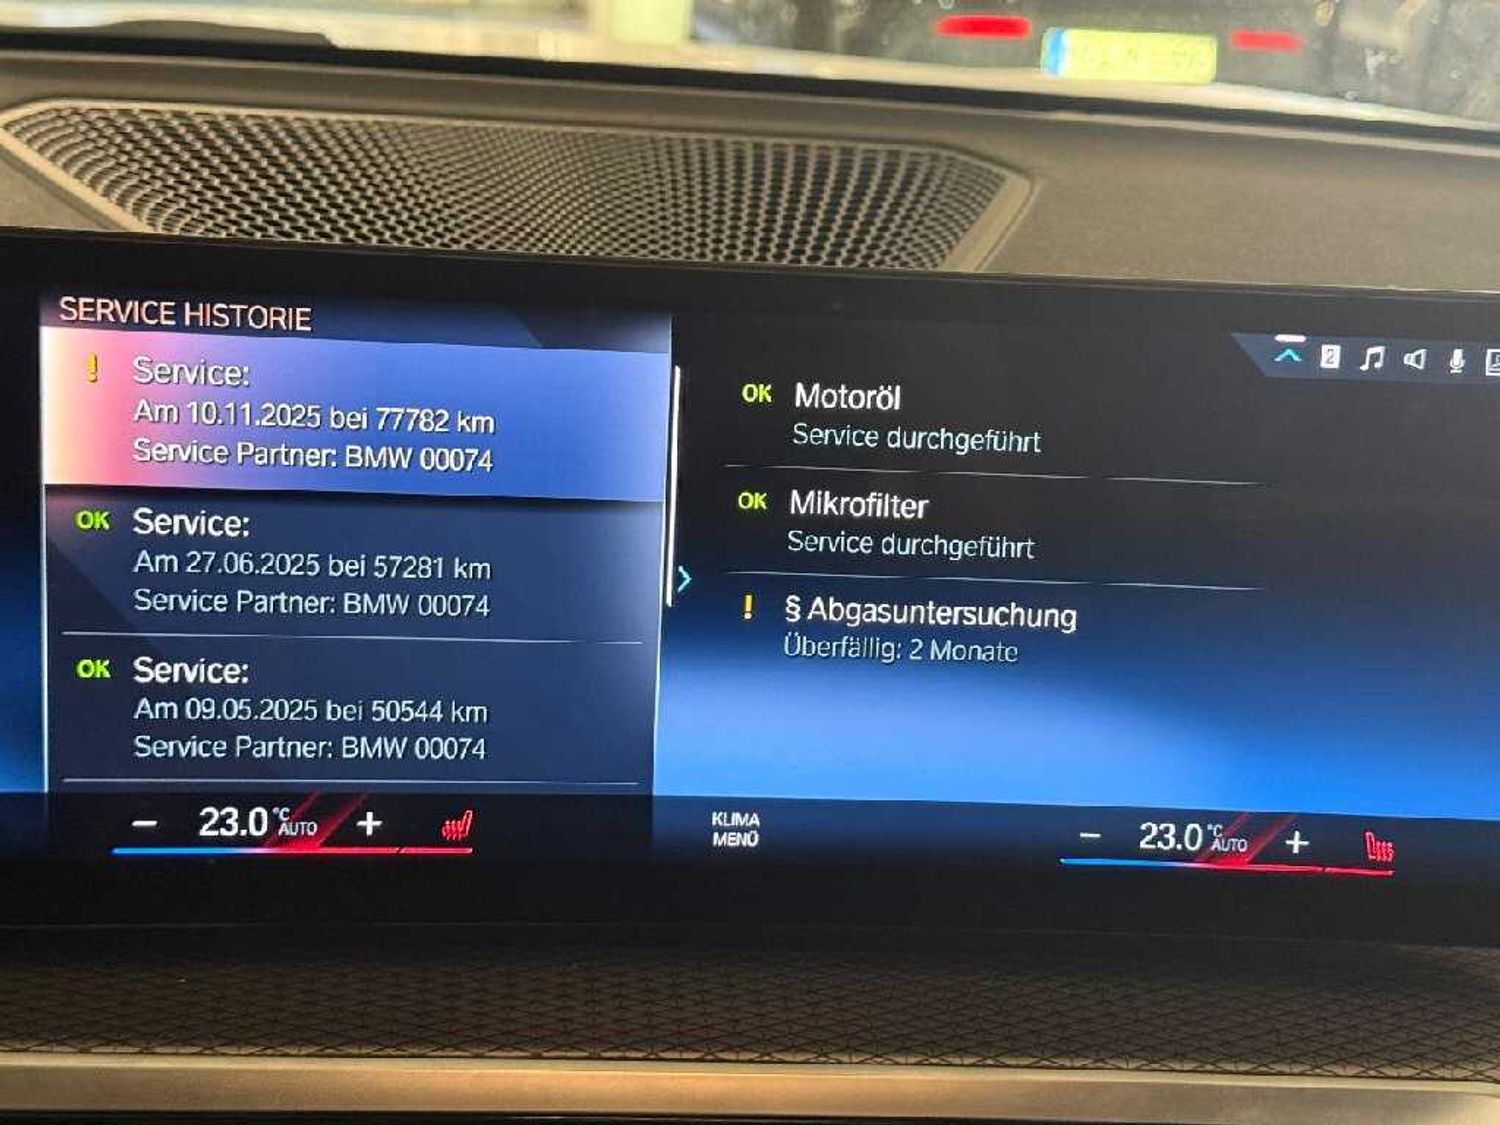 SERVICE HISTORIE
! Service:
Am 10.11.2025 bei 77782 km
Service Partner: BMW 00074
OK Service:
Am 27.06.2025 bei 57281 km
Service Partner: BMW 00074
OK Service:
Am 09.05.2025 bei 50544 km
Service Partner: BMW 00074
2
OK Motoröl
Service durchgeführt
OK Mikrofilter
Service durchgeführt
! § Abgasuntersuchung
Überfällig: 2 Monate
− 23.0 °C AUTO +
KLIMA
MENÜ
− 23.0 °C AUTO +